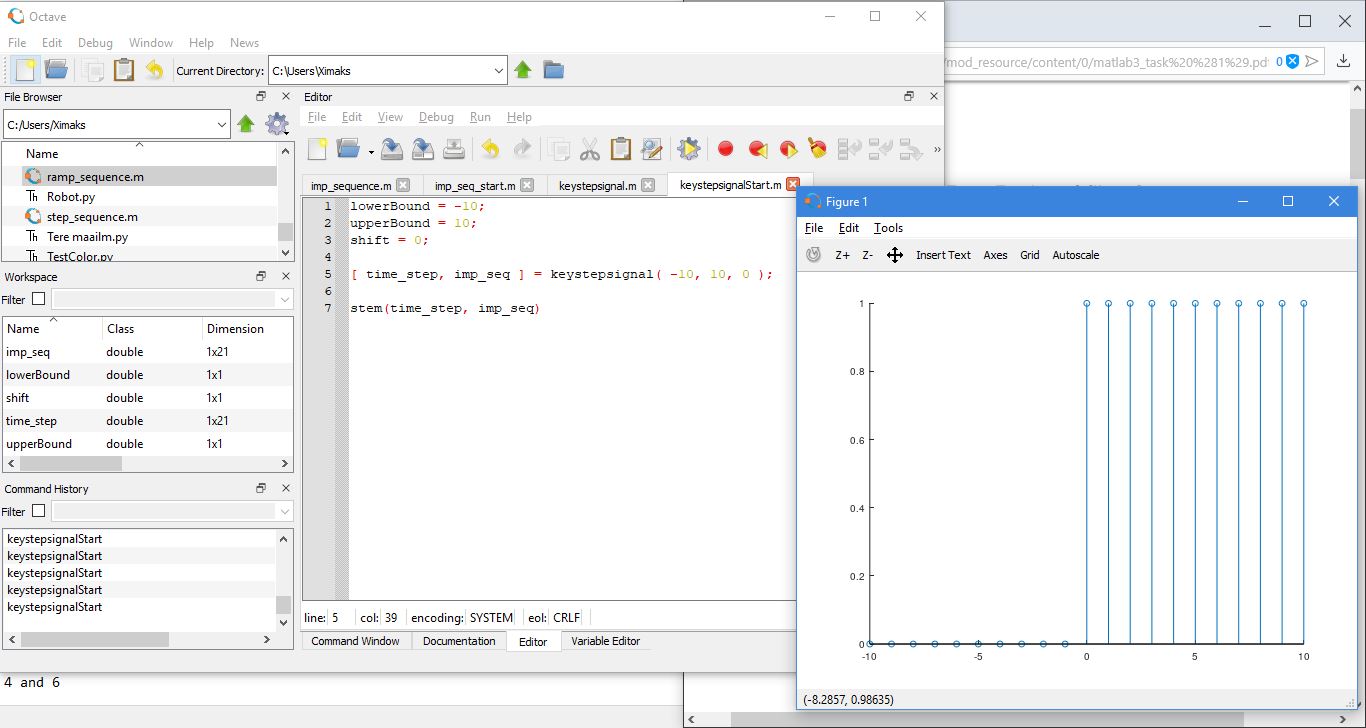 Octave
File Edit Debug Window Help News
Current Directory: C:\Users\Ximaks
/mod_resource/content/0/matlab3_task%20%281%29.pdf 0
File Browser
C:/Users/Ximaks
Name
ramp_sequence.m
Robot.py
step_sequence.m
Tere maailm.py
TestColor.py
Workspace
Filter
Name Class Dimension
imp_seq double 1x21
lowerBound double 1x1
shift double 1x1
time_step double 1x21
upperBound double 1x1
Command History
Filter
keystepsignalStart
keystepsignalStart
keystepsignalStart
keystepsignalStart
keystepsignalStart
Editor
File Edit View Debug Run Help
imp_sequence.m imp_seq_start.m keystepsignal.m keystepsignalStart.m
1 lowerBound = -10;
2 upperBound = 10;
3 shift = 0;
4
5 [ time_step, imp_seq ] = keystepsignal( -10, 10, 0 );
6
7 stem(time_step, imp_seq)
line: 5 col: 39 encoding: SYSTEM eol: CRLF
Command Window Documentation Editor Variable Editor
4 and 6
Figure 1
File Edit Tools
Z+ Z- Insert Text Axes Grid Autoscale
1
0.8
0.6
0.4
0.2
0
-10 -5 0 5 10
(-8.2857, 0.98635)